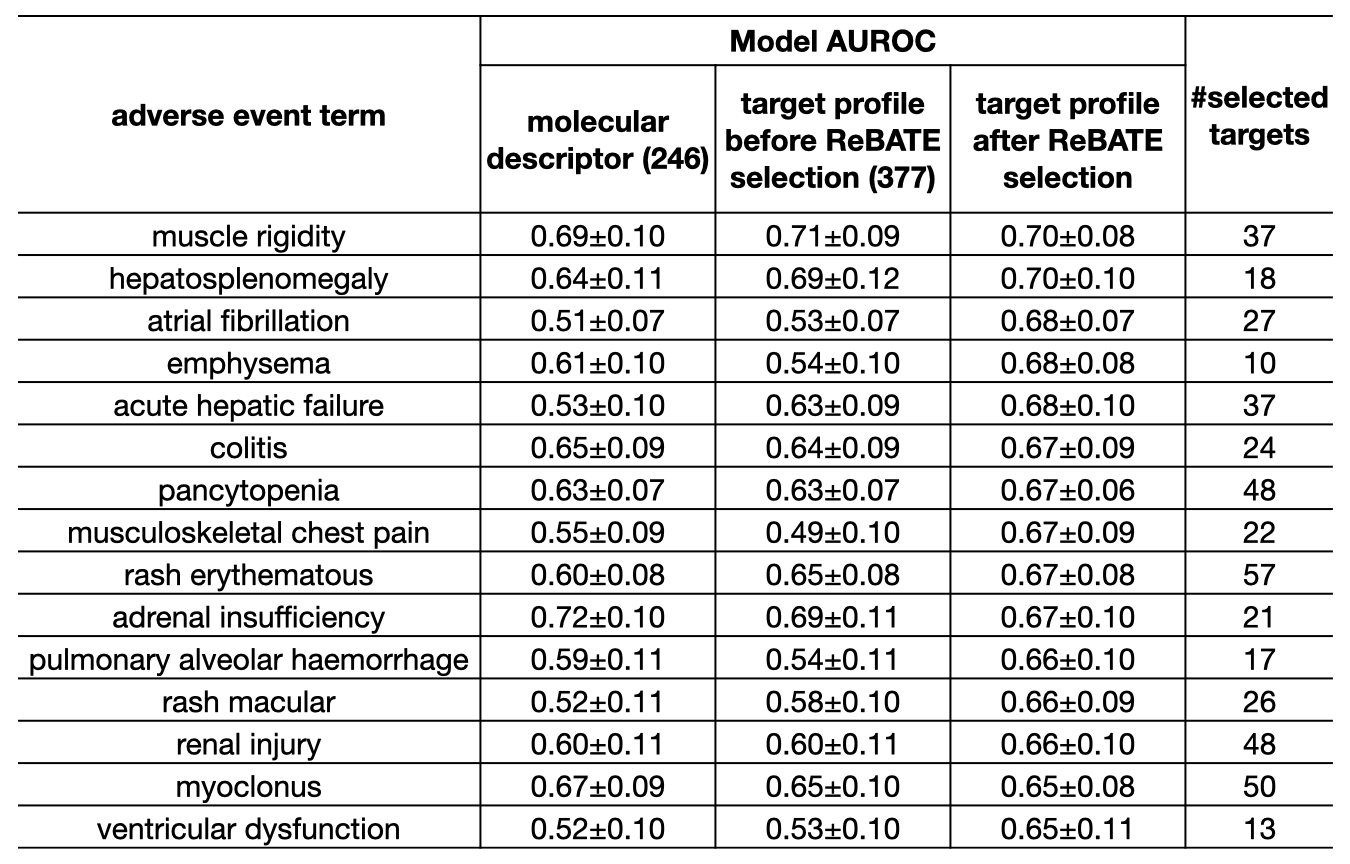 adverse event term
Model AUROC
#selected
targets
molecular
descriptor (246)
target profile
before ReBATE
selection (377)
target profile
after ReBATE
selection
muscle rigidity 0.69±0.10 0.71±0.09 0.70±0.08 37
hepatosplenomegaly 0.64±0.11 0.69±0.12 0.70±0.10 18
atrial fibrillation 0.51±0.07 0.53±0.07 0.68±0.07 27
emphysema 0.61±0.10 0.54±0.10 0.68±0.08 10
acute hepatic failure 0.53±0.10 0.63±0.09 0.68±0.10 37
colitis 0.65±0.09 0.64±0.09 0.67±0.09 24
pancytopenia 0.63±0.07 0.63±0.07 0.67±0.06 48
musculoskeletal chest pain 0.55±0.09 0.49±0.10 0.67±0.09 22
rash erythematous 0.60±0.08 0.65±0.08 0.67±0.08 57
adrenal insufficiency 0.72±0.10 0.69±0.11 0.67±0.10 21
pulmonary alveolar haemorrhage 0.59±0.11 0.54±0.11 0.66±0.10 17
rash macular 0.52±0.11 0.58±0.10 0.66±0.09 26
renal injury 0.60±0.11 0.60±0.11 0.66±0.10 48
myoclonus 0.67±0.09 0.65±0.10 0.65±0.08 50
ventricular dysfunction 0.52±0.10 0.53±0.10 0.65±0.11 13